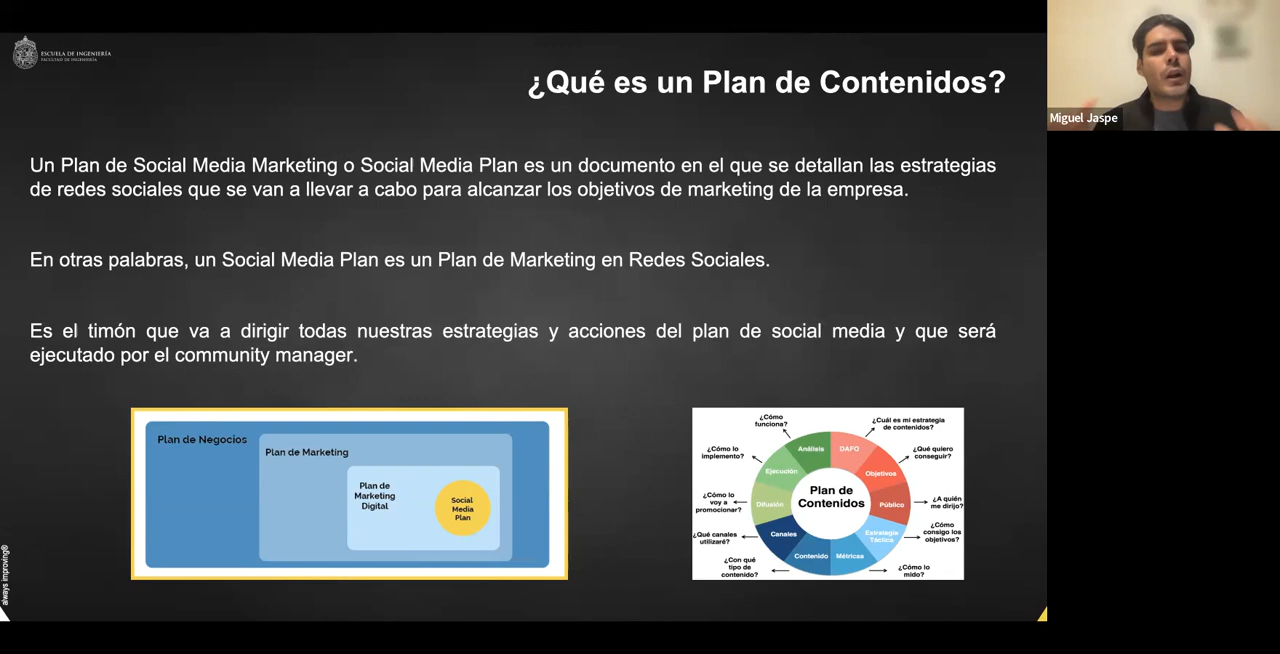 ESCUELA DE INGENIERÍA
FACULTAD DE INGENIERÍA
¿Qué es un Plan de Contenidos?
Miguel Jaspe
Un Plan de Social Media Marketing o Social Media Plan es un documento en el que se detallan las estrategias
de redes sociales que se van a llevar a cabo para alcanzar los objetivos de marketing de la empresa.
En otras palabras, un Social Media Plan es un Plan de Marketing en Redes Sociales.
Es el timón que va a dirigir todas nuestras estrategias y acciones del plan de social media y que será
ejecutado por el community manager.
Plan de Negocios
Plan de Marketing
Plan de
Marketing
Digital
Social
Media
Plan
Plan de
Contenidos
Análisis
DAFO
Objetivos
Público
Estrategia
Táctica
Métricas
Contenido
Canales
Difusión
Ejecución
¿Cómo
funciona?
¿Cuál es mi estrategia
de contenidos?
¿Qué quiero
conseguir?
¿A quién
me dirijo?
¿Cómo
consigo los
objetivos?
¿Cómo lo
mido?
¿Con qué
tipo de
contenido?
¿Qué canales
utilizaré?
¿Cómo lo
voy a
promocionar?
¿Cómo lo
implemento?
always improving®